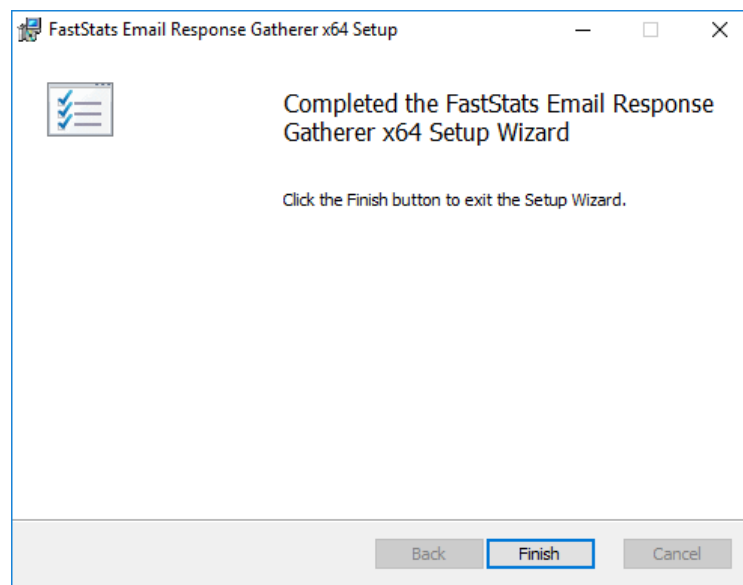 FastStats Email Response Gatherer x64 Setup
Completed the FastStats Email Response
Gatherer x64 Setup Wizard
Click the Finish button to exit the Setup Wizard.
Back Finish Cancel